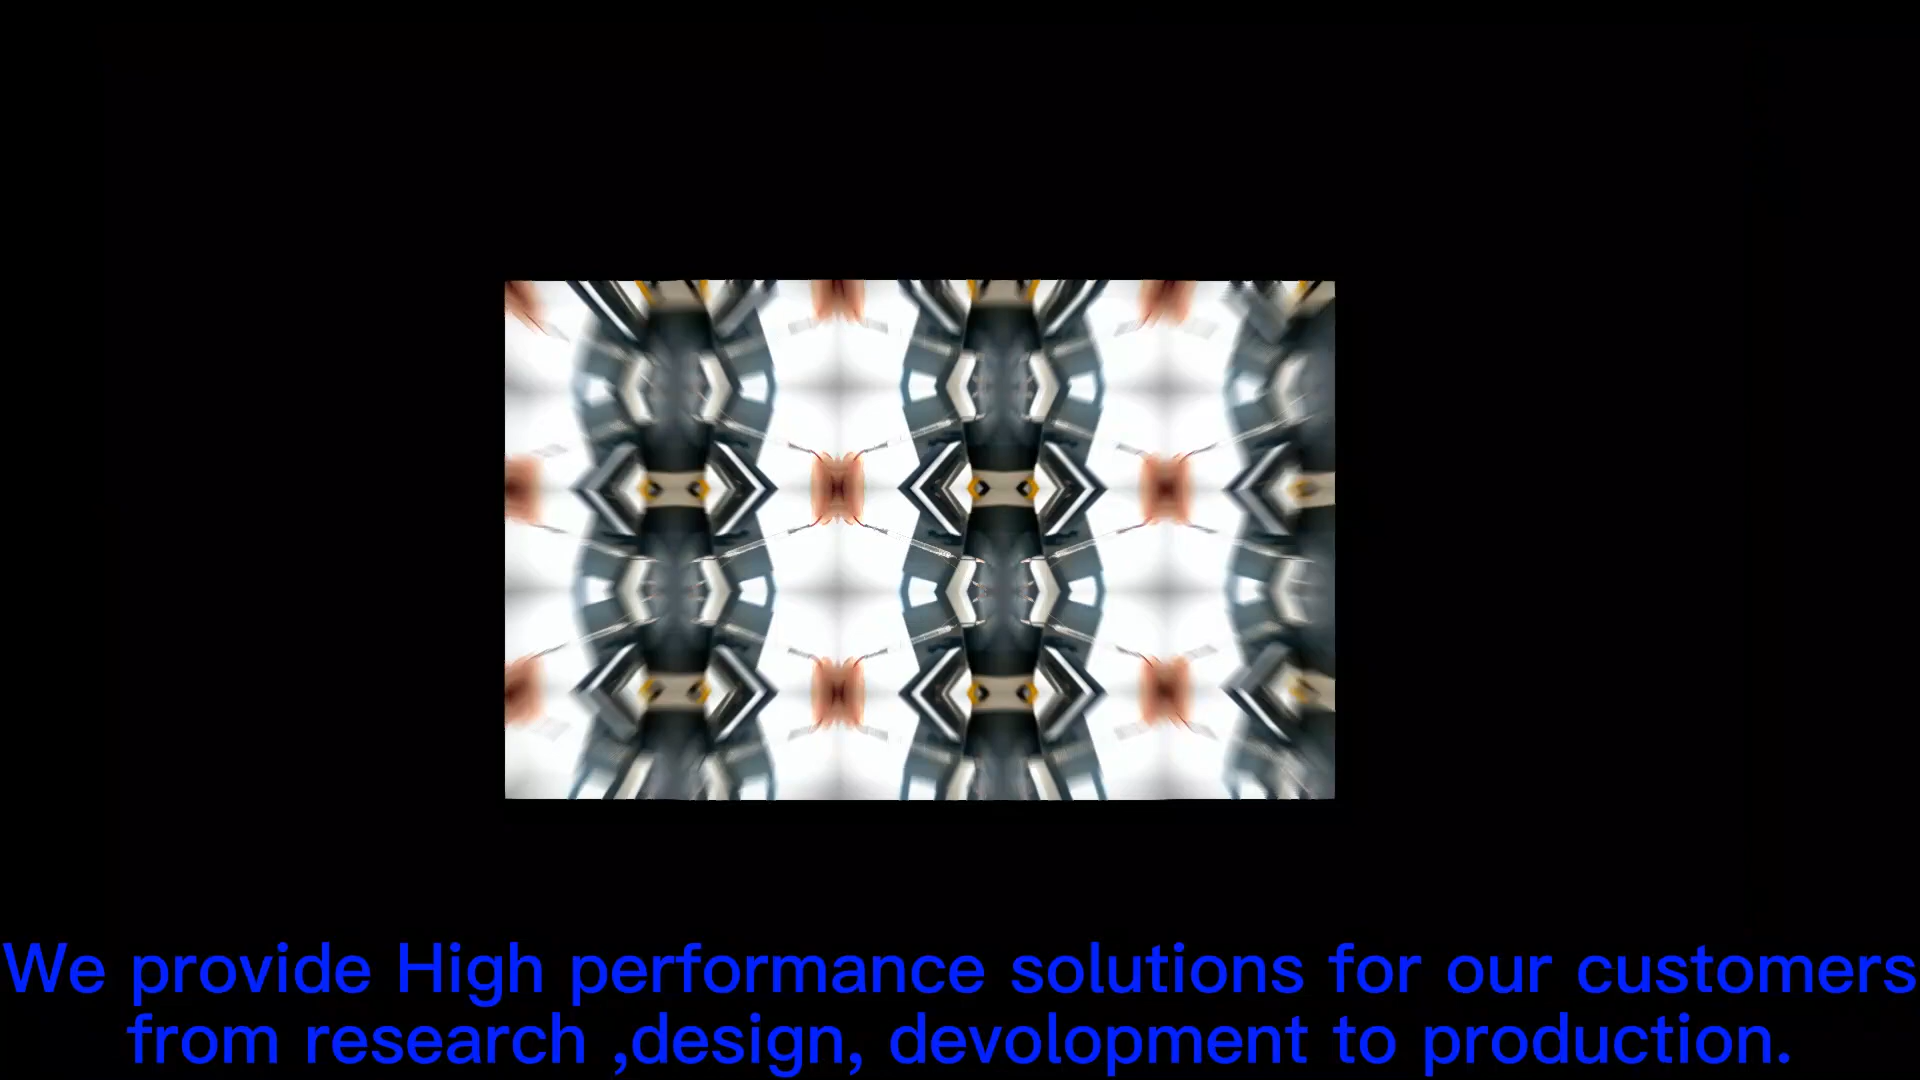 We provide High performance solutions for our customers
from research ,design, devolopment to production.